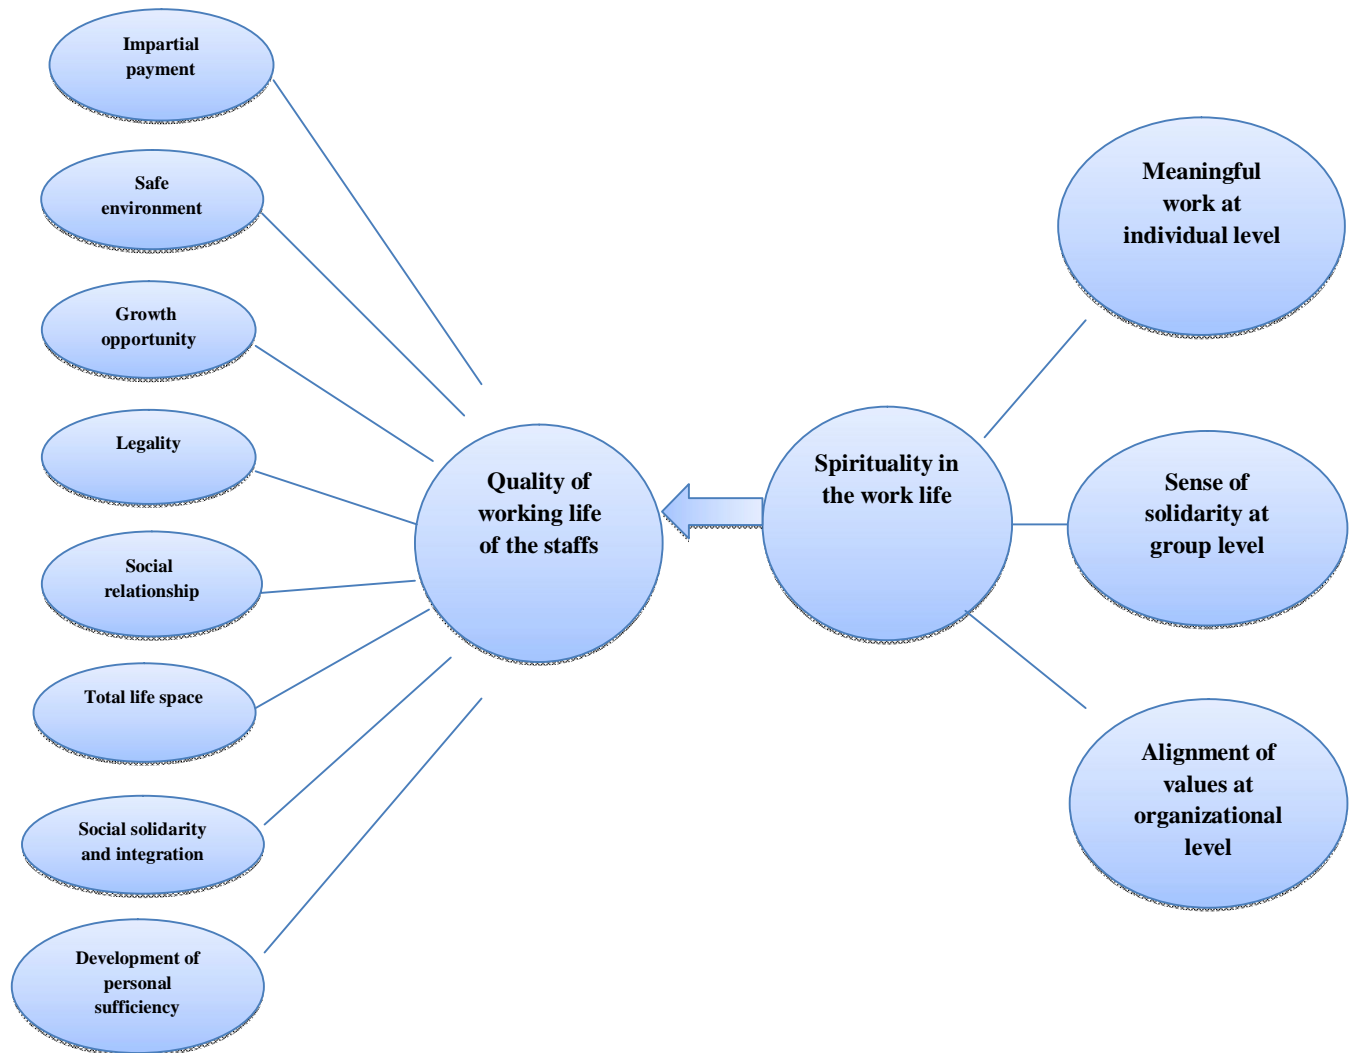 Impartial
payment
Safe
environment
Growth
opportunity
Legality
Social
relationship
Total life space
Social solidarity
and integration
Development of
personal
sufficiency
Quality of
working life
of the staffs
Spirituality in
the work life
Meaningful
work at
individual level
Sense of
solidarity at
group level
Alignment of
values at
organizational
level